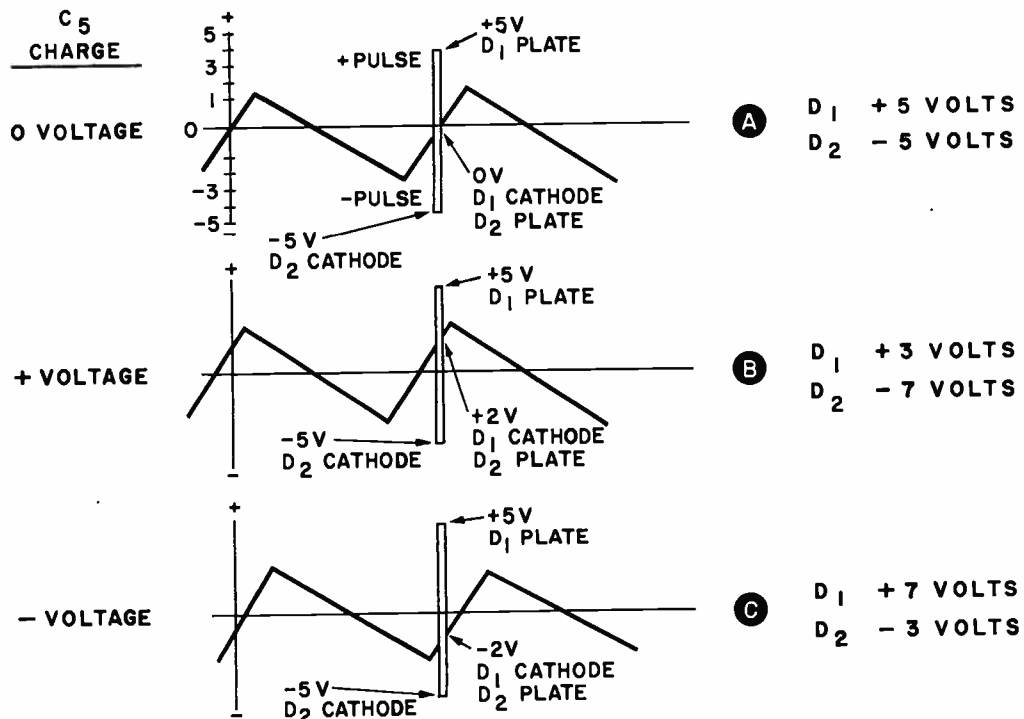 C5
CHARGE
+
5
3
1
0
-3
-5
-
0 VOLTAGE
+PULSE
-PULSE
+5V
D1 PLATE
0V
D1 CATHODE
D2 PLATE
-5V
D2 CATHODE
A
D1 +5 VOLTS
D2 -5 VOLTS
+
-
+ VOLTAGE
+5V
D1 PLATE
+2V
D1 CATHODE
D2 PLATE
-5V
D2 CATHODE
B
D1 +3 VOLTS
D2 -7 VOLTS
+
-
- VOLTAGE
+5V
D1 PLATE
-2V
D1 CATHODE
D2 PLATE
-5V
D2 CATHODE
C
D1 +7 VOLTS
D2 -3 VOLTS